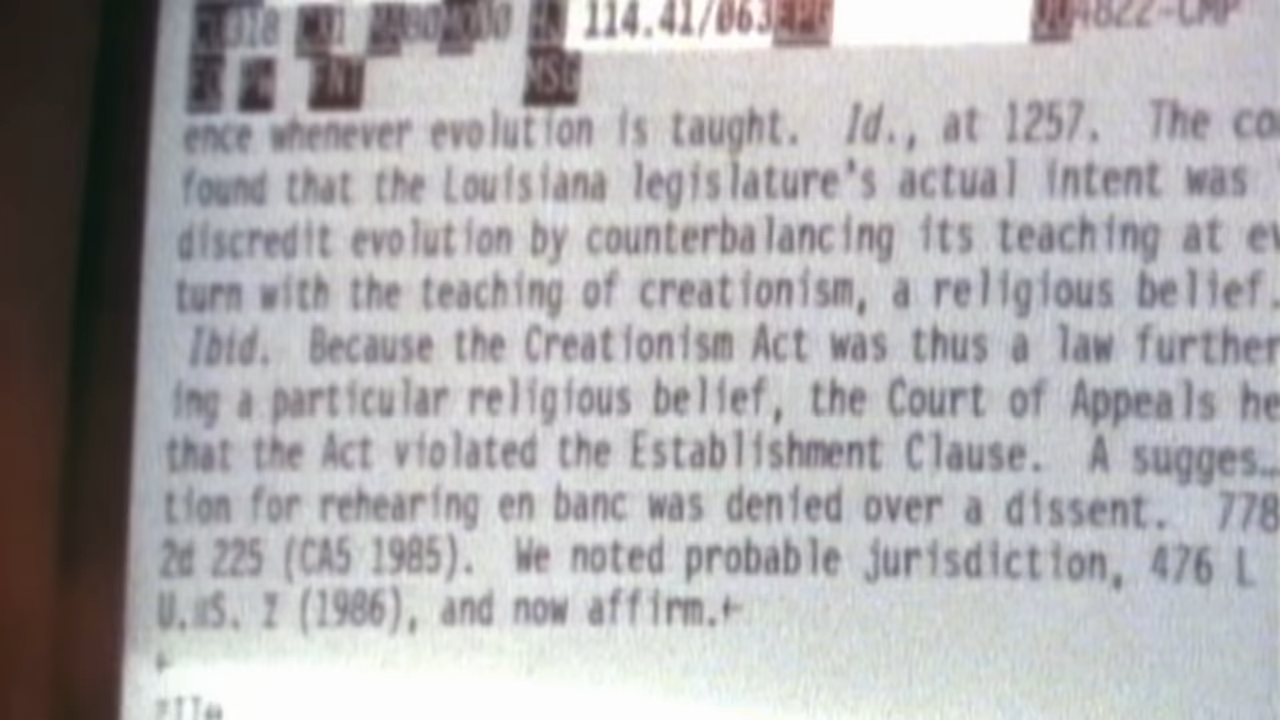 114.41/063
ence whenever evolution is taught. Id., at 1257. The co
found that the Louisiana legislature's actual intent was
discredit evolution by counterbalancing its teaching at ev
turn with the teaching of creationism, a religious belief.
Ibid. Because the Creationism Act was thus a law further
ing a particular religious belief, the Court of Appeals he
that the Act violated the Establishment Clause. A sugges…
tion for rehearing en banc was denied over a dissent. 778
2d 225 (CA5 1985). We noted probable jurisdiction, 476 L
(1986), and now affirm.←